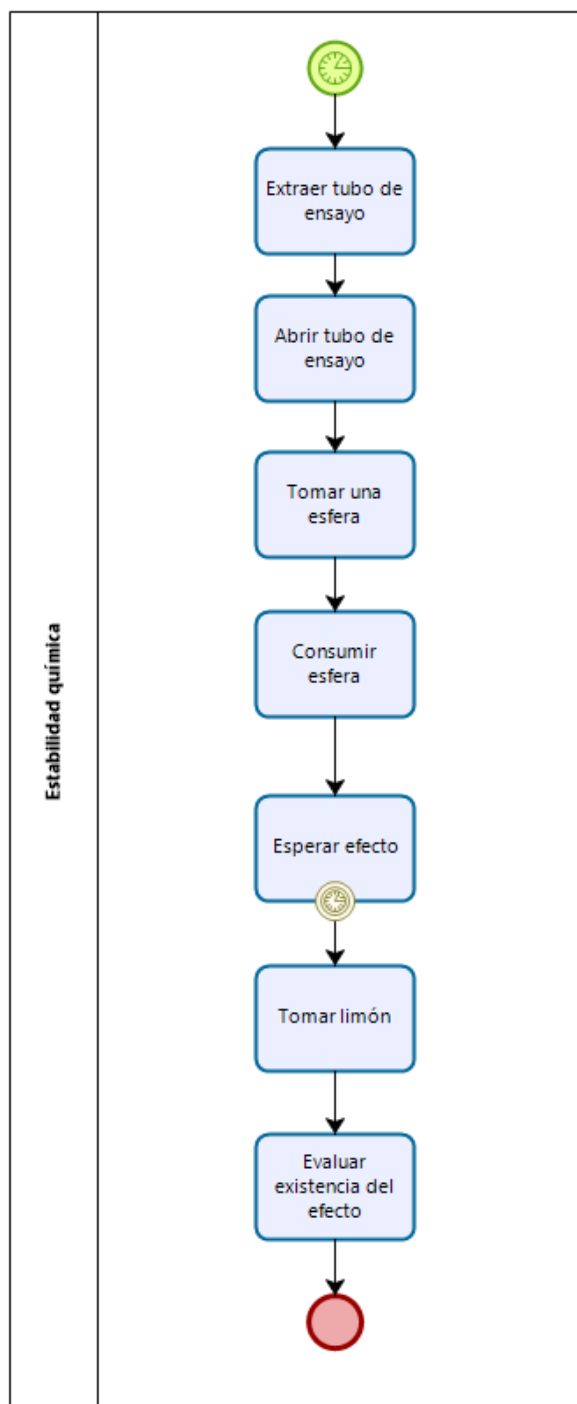 Estabilidad química
Extraer tubo de
ensayo
Abrir tubo de
ensayo
Tomar una
esfera
Consumir
esfera
Esperar efecto
Tomar limón
Evaluar
existencia del
efecto